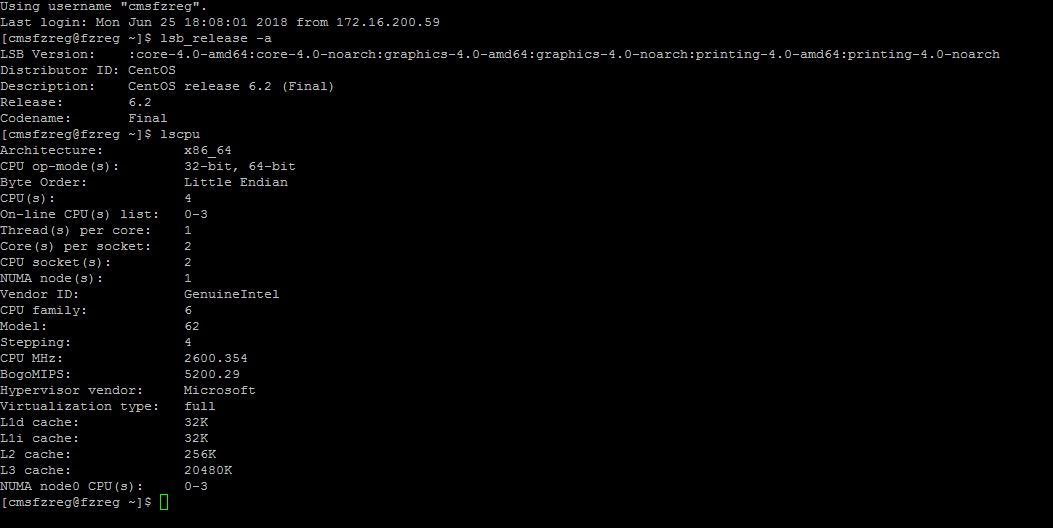 Using username "cmsfzreg".
Last login: Mon Jun 25 18:08:01 2018 from 172.16.200.59
[cmsfzreg@fzreg ~]$ lsb_release -a
LSB Version:    :core-4.0-amd64:core-4.0-noarch:graphics-4.0-amd64:graphics-4.0-noarch:printing-4.0-amd64:printing-4.0-noarch
Distributor ID: CentOS
Description:    CentOS release 6.2 (Final)
Release:        6.2
Codename:       Final
[cmsfzreg@fzreg ~]$ lscpu
Architecture:          x86_64
CPU op-mode(s):        32-bit, 64-bit
Byte Order:            Little Endian
CPU(s):                4
On-line CPU(s) list:   0-3
Thread(s) per core:    1
Core(s) per socket:    2
CPU socket(s):         2
NUMA node(s):          1
Vendor ID:             GenuineIntel
CPU family:            6
Model:                 62
Stepping:              4
CPU MHz:               2600.354
BogoMIPS:              5200.29
Hypervisor vendor:     Microsoft
Virtualization type:   full
L1d cache:             32K
L1i cache:             32K
L2 cache:              256K
L3 cache:              20480K
NUMA node0 CPU(s):     0-3
[cmsfzreg@fzreg ~]$